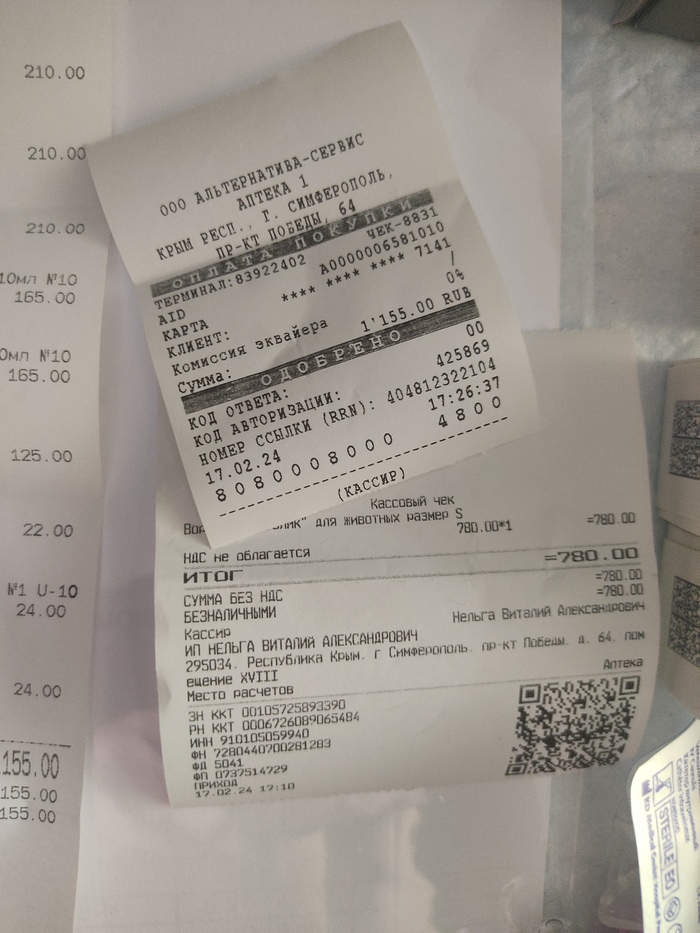 210.00
210.00
210.00
10мл №10
165.00
0мл №10
165.00
125.00
22.00
№1 U-10
24.00
24.00
155.00
155.00
155.00
ООО АЛЬТЕРНАТИВА-СЕРВИС
АПТЕКА 1
КРЫМ РЕСП., Г. СИМФЕРОПОЛЬ,
ПР-КТ ПОБЕДЫ, 64
ОПЛАТА ПОКУПКИ
ТЕРМИНАЛ:83922402 ЧЕК-8831
AID A0000006581010
КАРТА **** **** **** 7141
КЛИЕНТ: /
Комиссия эквайера 0%
Сумма: 1'155.00 RUB
ОДОБРЕНО
КОД ОТВЕТА: 00
КОД АВТОРИЗАЦИИ: 425869
НОМЕР ССЫЛКИ (RRN): 404812322104
17.02.24 17:26:37
8080008000 4800
(КАССИР)
Кассовый чек
для животных размер S
780.00*1 =780.00
НДС не облагается
ИТОГ =780.00
СУММА БЕЗ НДС =780.00
БЕЗНАЛИЧНЫМИ =780.00
Кассир Нельга Виталий Александрович
ИП НЕЛЬГА ВИТАЛИЙ АЛЕКСАНДРОВИЧ
295034. Республика Крым. г Симферополь. пр-кт Победы. д. 64. пом
ещение XVIII
Место расчетов Аптека
ЗН ККТ 00105725893390
РН ККТ 0006726089065484
ИНН 910105059940
ФН 7280440700281283
ФД 5041
ФП 0737514729
ПРИХОД
17.02.24 17:10
STERILE EO